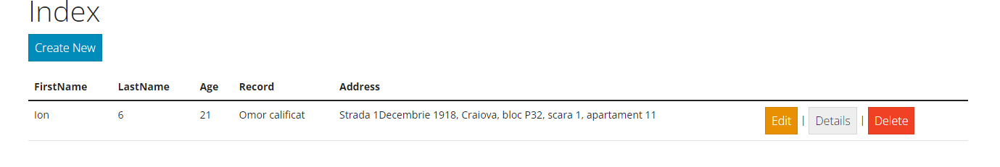 Index
Create New
FirstName LastName Age Record Address
Ion 6 21 Omor calificat Strada 1Decembrie 1918, Craiova, bloc P32, scara 1, apartament 11 Edit | Details | Delete